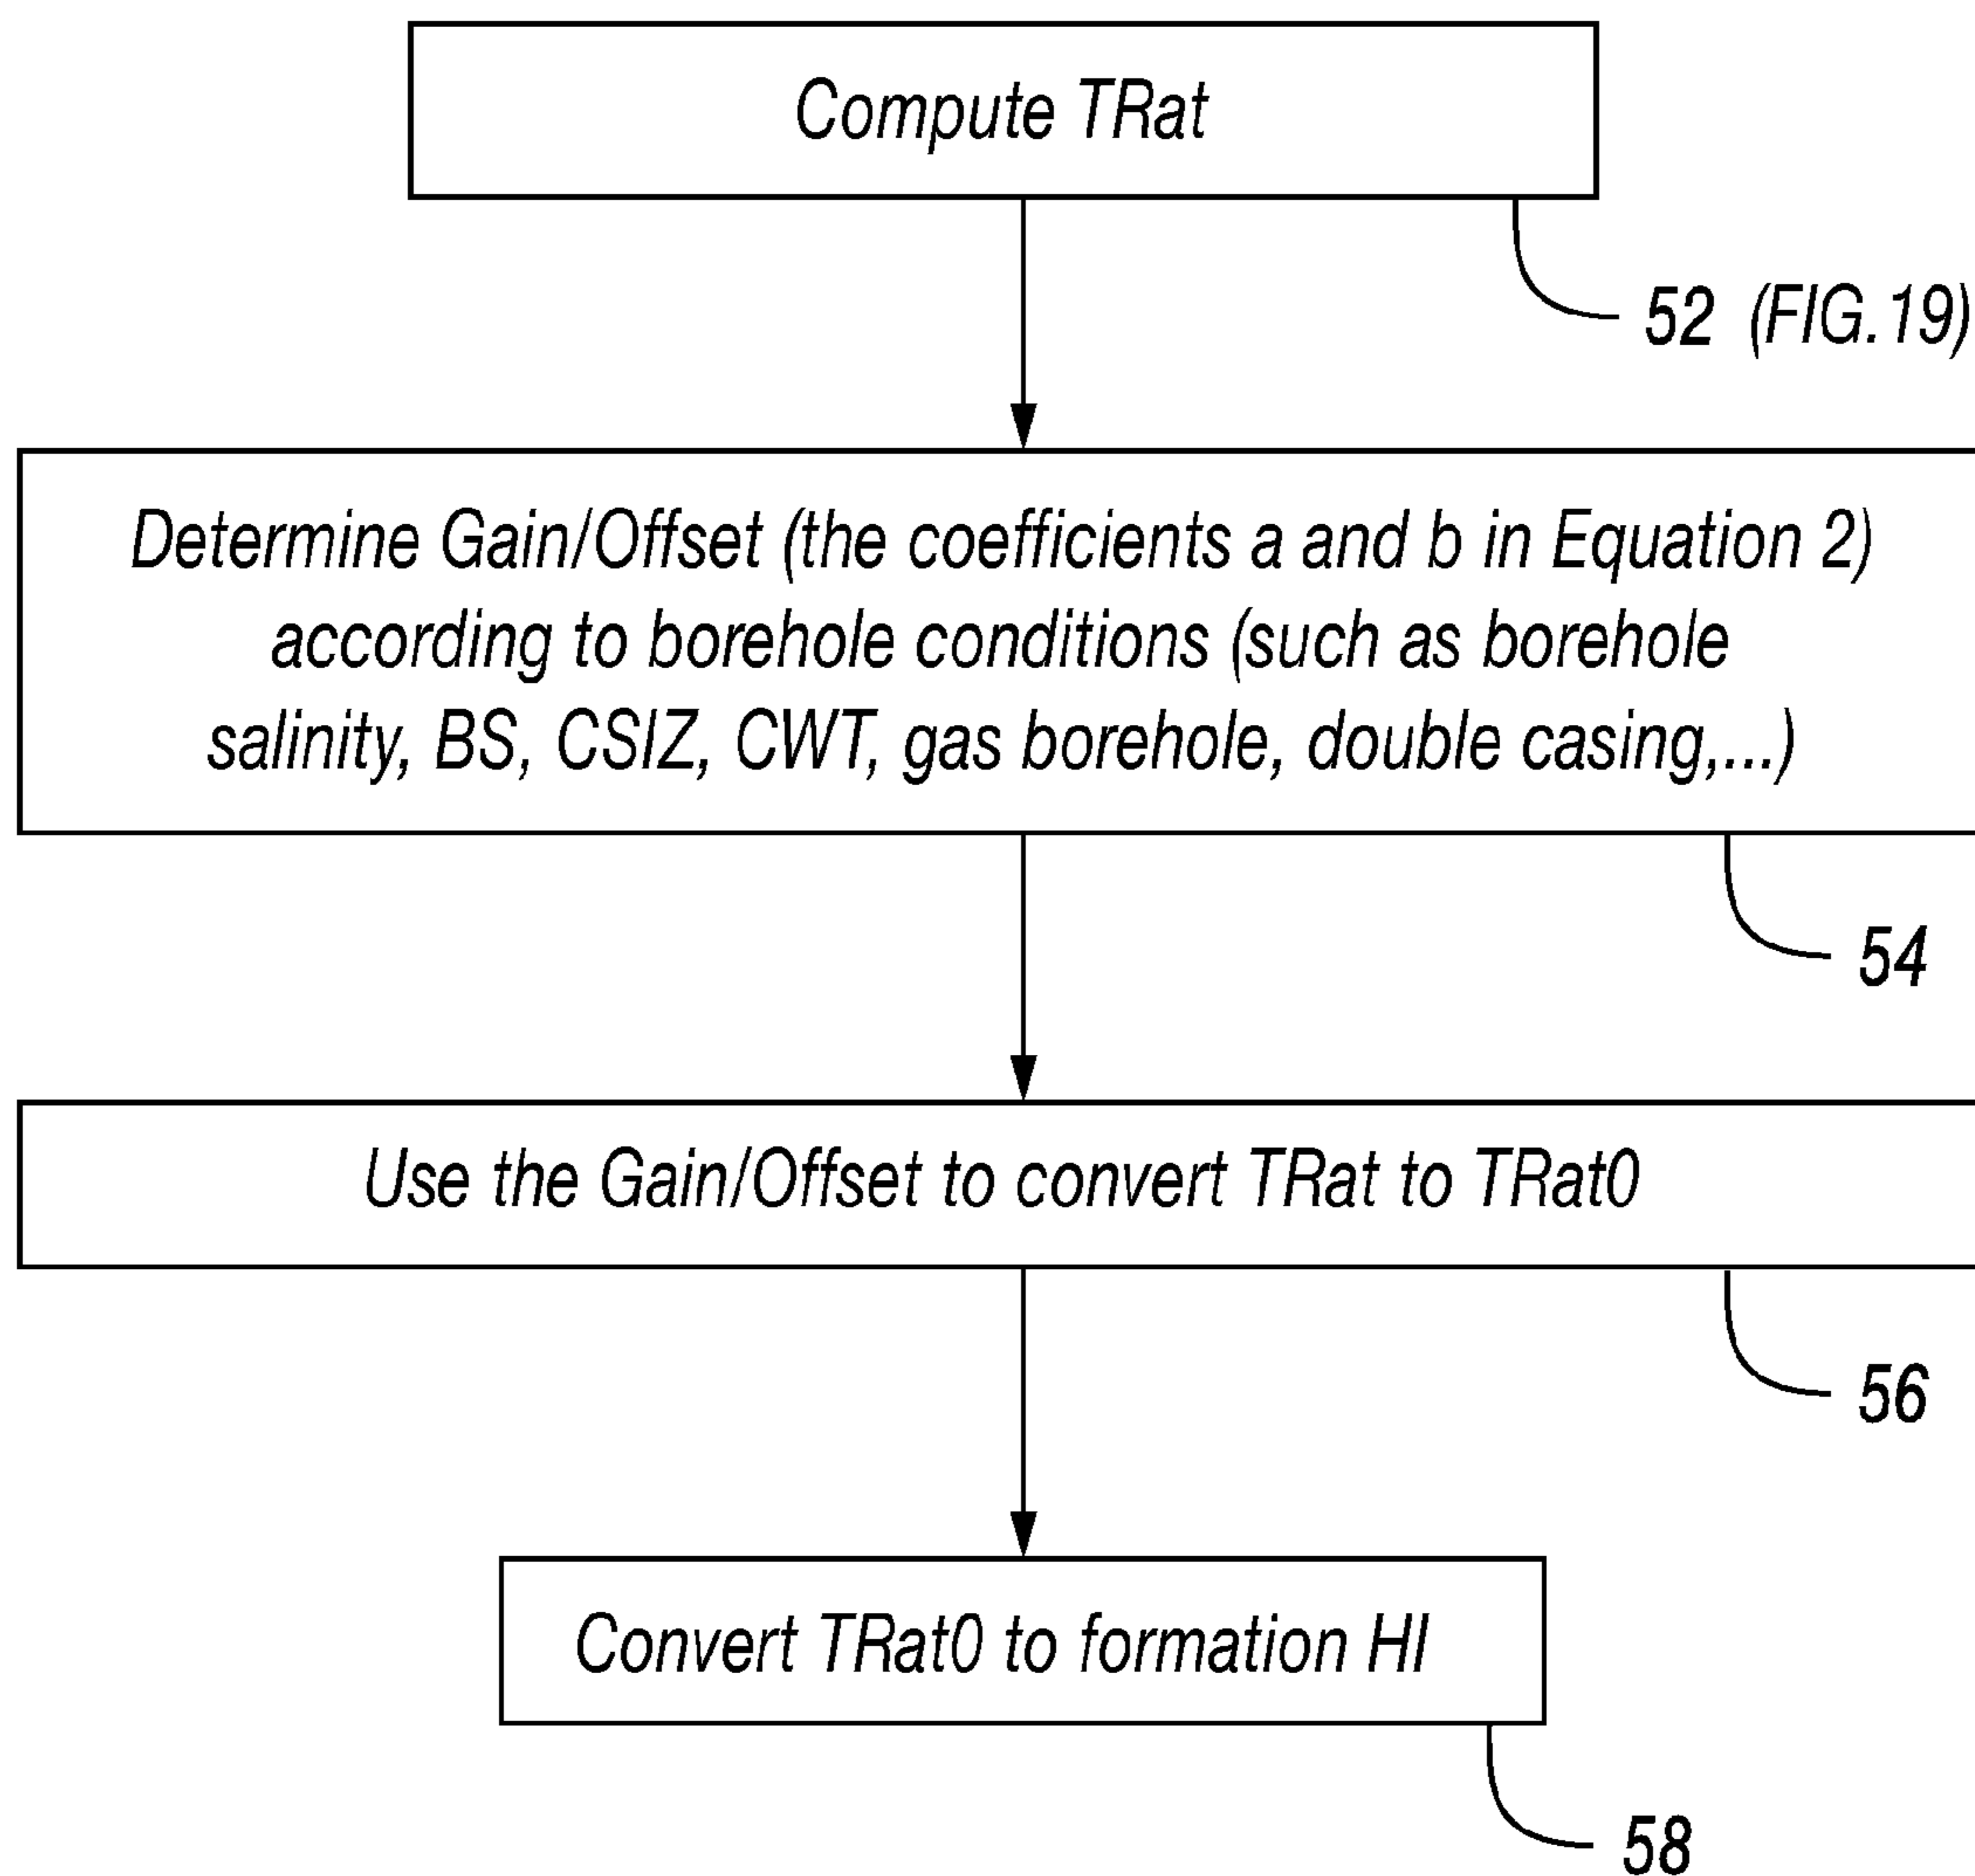 Compute TRat
52 (FIG.19)
Determine Gain/Offset (the coefficients a and b in Equation 2)
according to borehole conditions (such as borehole
salinity, BS, CSIZ, CWT, gas borehole, double casing,...)
54
Use the Gain/Offset to convert TRat to TRat0
56
Convert TRat0 to formation HI
58